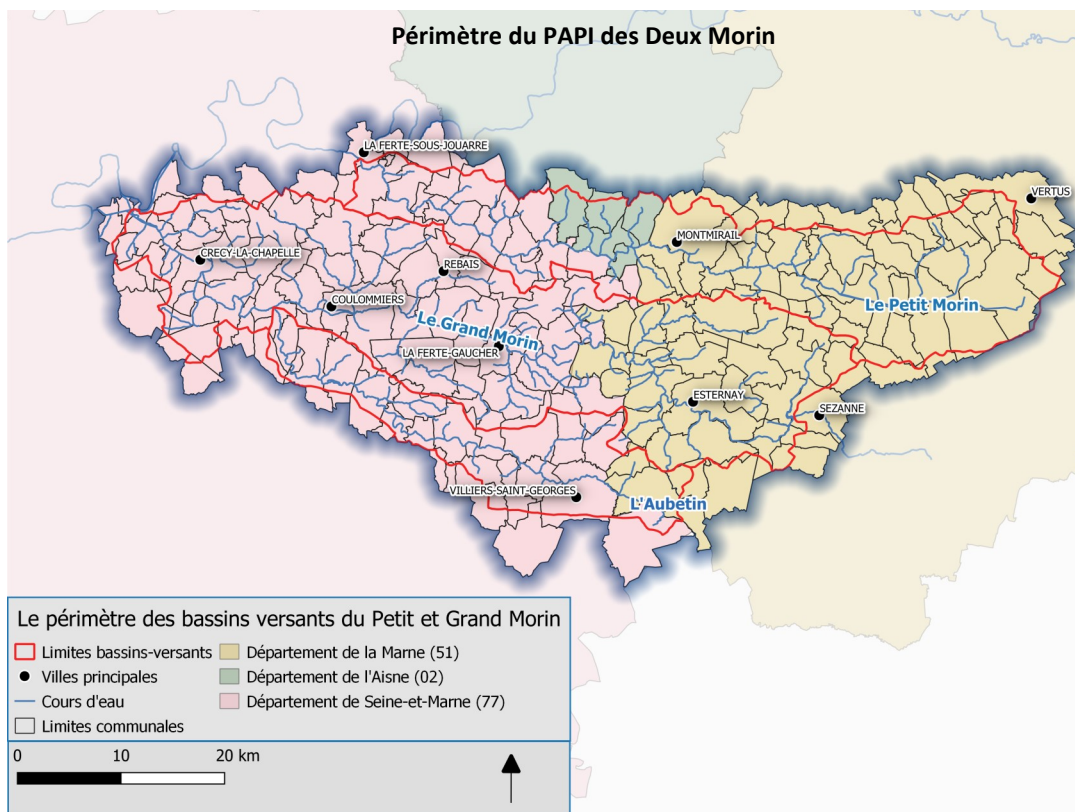 Périmètre du PAPI des Deux Morin
LA FERTE-SOUS-JOUARRE
VERTUS
MONTMIRAIL
CRECY-LA-CHAPELLE
REBAIS
COULOMMIERS
Le Petit Morin
Le Grand Morin
LA FERTE-GAUCHER
ESTERNAY
SEZANNE
VILLIERS-SAINT-GEORGES
L'Aubetin
Le périmètre des bassins versants du Petit et Grand Morin
Limites bassins-versants
Villes principales
Cours d'eau
Limites communales
Département de la Marne (51)
Département de l'Aisne (02)
Département de Seine-et-Marne (77)
0 10 20 km